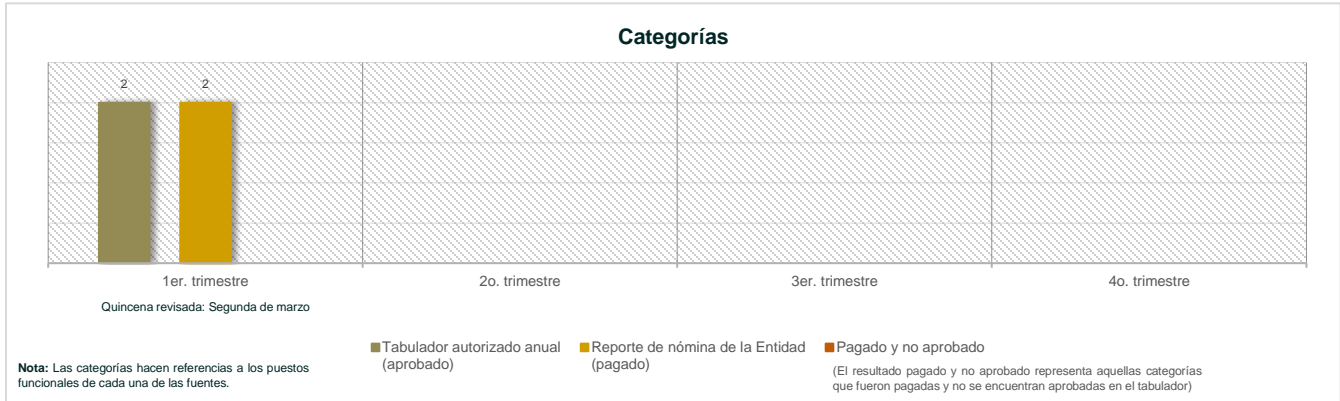 Categorías
2 2
1er. trimestre 2o. trimestre 3er. trimestre 4o. trimestre
Quincena revisada: Segunda de marzo
Tabulador autorizado anual
(aprobado)
Reporte de nómina de la Entidad
(pagado)
Pagado y no aprobado
(El resultado pagado y no aprobado representa aquellas categorías
que fueron pagadas y no se encuentran aprobadas en el tabulador)
Nota: Las categorías hacen referencias a los puestos
funcionales de cada una de las fuentes.